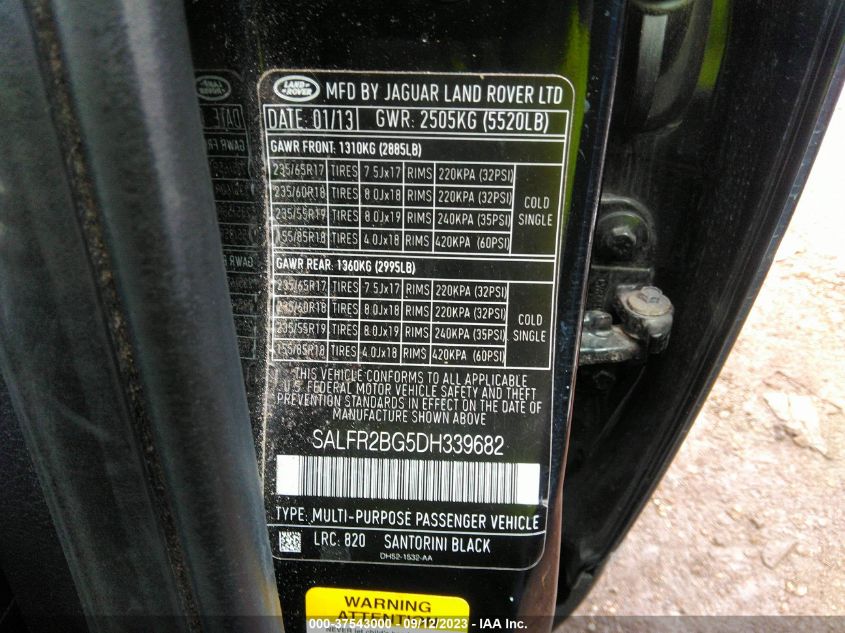 LAND ROVER
MFD BY JAGUAR LAND ROVER LTD
DATE: 01/13 GWR: 2505KG (5520LB)
GAWR FRONT: 1310KG (2885LB)
235/65R17 TIRES 7.5Jx17 RIMS 220KPA (32PSI)
235/60R18 TIRES 8.0Jx18 RIMS 220KPA (32PSI)
235/55R19 TIRES 8.0Jx19 RIMS 240KPA (35PSI)
155/85R18 TIRES 4.0Jx18 RIMS 420KPA (60PSI)
COLD
SINGLE
GAWR REAR: 1360KG (2995LB)
235/65R17 TIRES 7.5Jx17 RIMS 220KPA (32PSI)
235/60R18 TIRES 8.0Jx18 RIMS 220KPA (32PSI)
235/55R19 TIRES 8.0Jx19 RIMS 240KPA (35PSI)
155/85R18 TIRES 4.0Jx18 RIMS 420KPA (60PSI)
COLD
SINGLE
THIS VEHICLE CONFORMS TO ALL APPLICABLE
U.S. FEDERAL MOTOR VEHICLE SAFETY AND THEFT
PREVENTION STANDARDS IN EFFECT ON THE DATE OF
MANUFACTURE SHOWN ABOVE
SALFR2BG5DH339682
TYPE: MULTI-PURPOSE PASSENGER VEHICLE
LRC: 820 SANTORINI BLACK
DH52-1532-AA
WARNING
ATTENTION
NEVER let
000-37543000 - 09/12/2023 - IAA Inc.